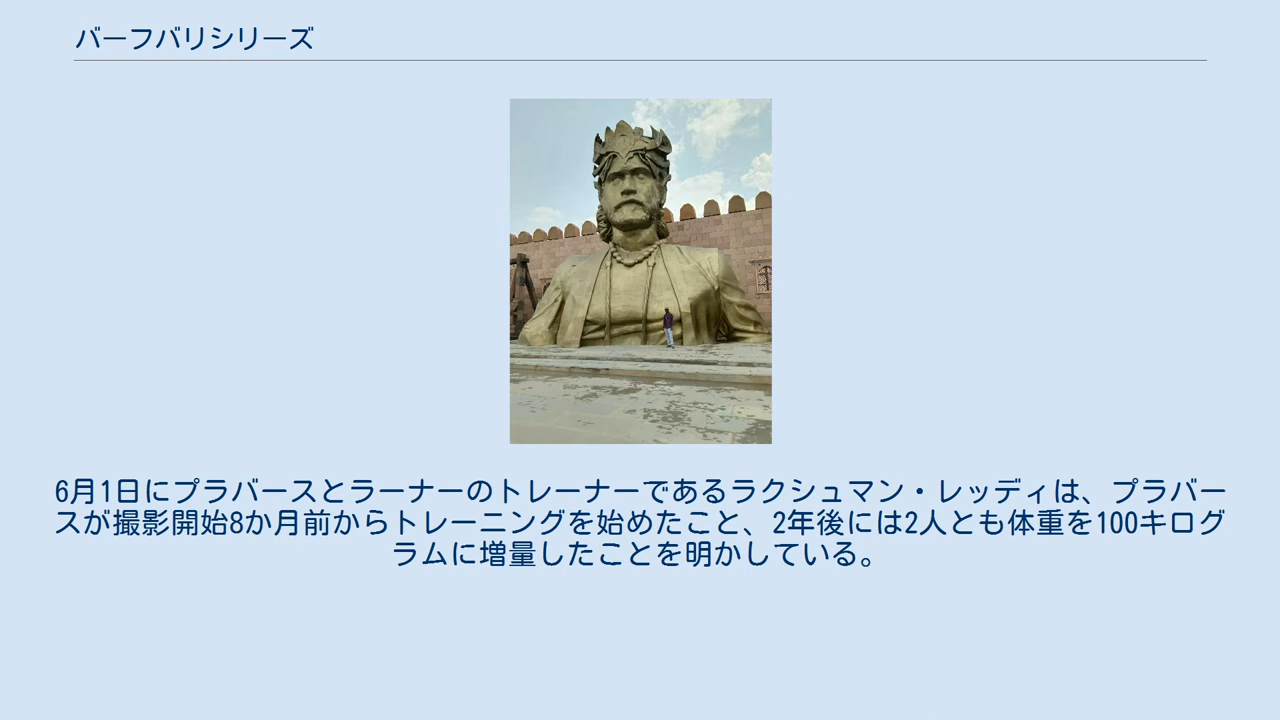 バーフバリシリーズ
6月1日にプラバースとラーナーのトレーナーであるラクシュマン・レッディは、プラバー
スが撮影開始8か月前からトレーニングを始めたこと、2年後には2人とも体重を100キログ
ラムに増量したことを明かしている。